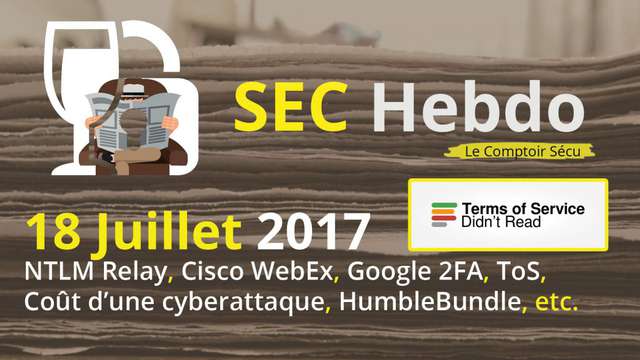 SEC Hebdo
Le Comptoir Sécu
Terms of Service
Didn't Read
18 Juillet 2017
NTLM Relay, Cisco WebEx, Google 2FA, ToS,
Coût d'une cyberattaque, HumbleBundle, etc.